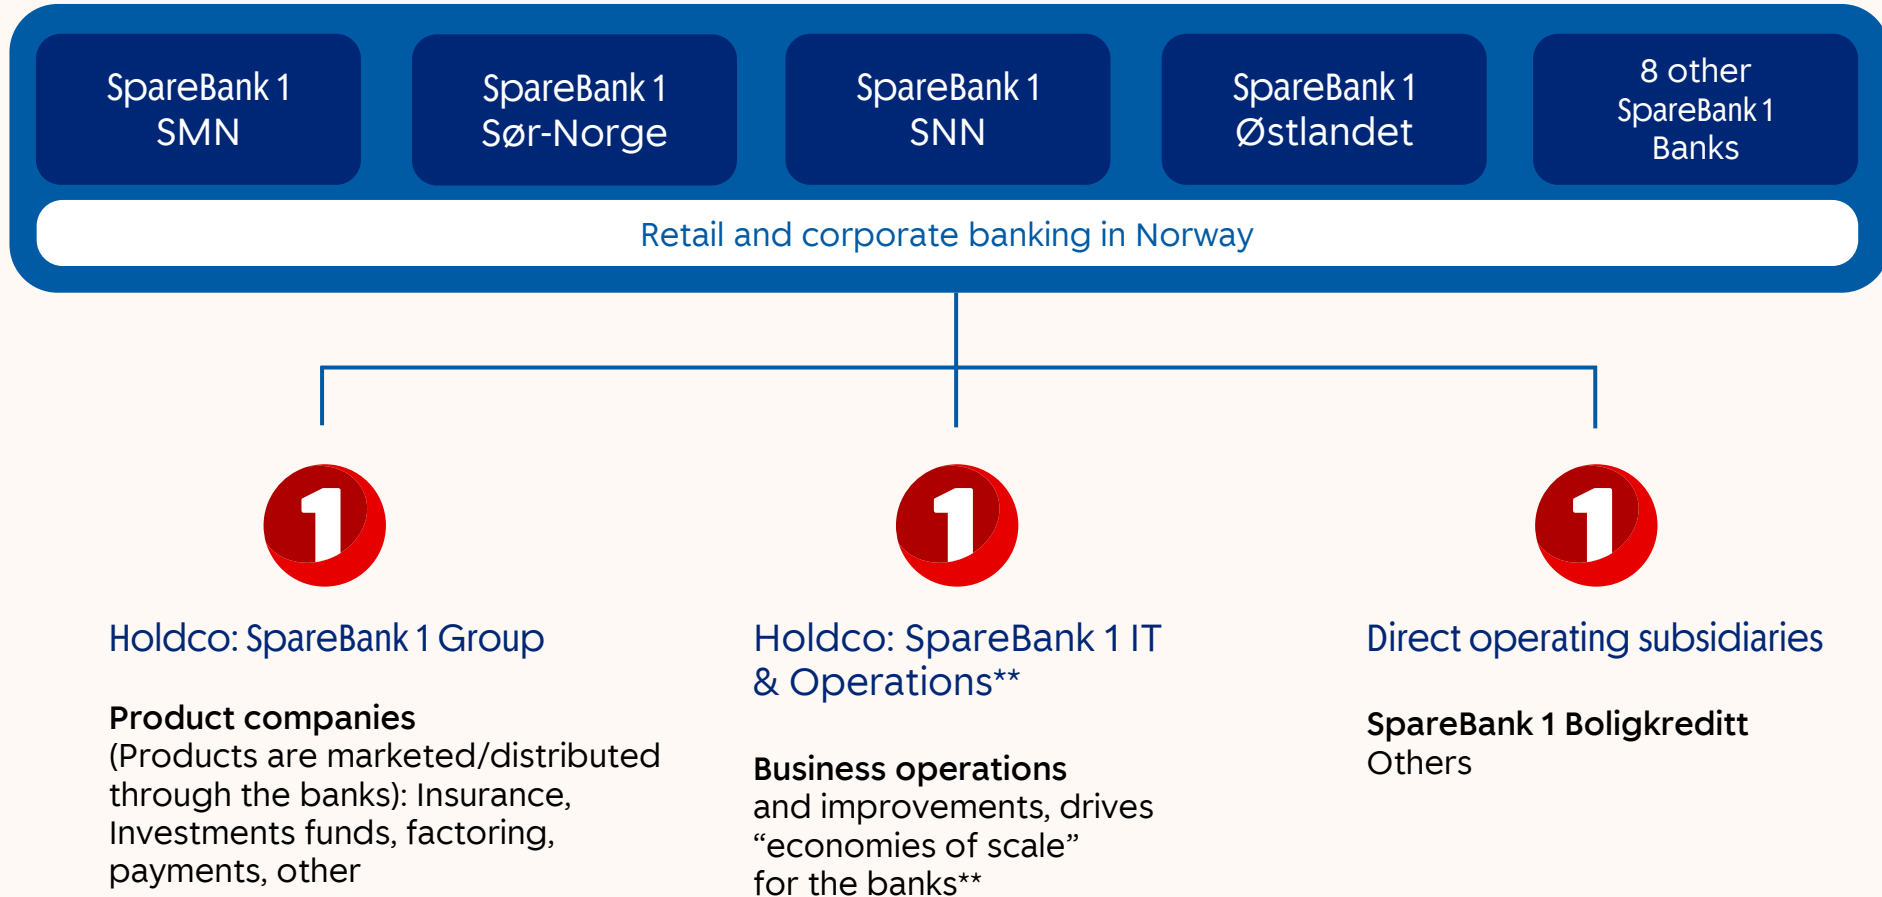 SpareBank 1
SMN
SpareBank 1
Sør-Norge
SpareBank 1
SNN
SpareBank 1
Østlandet
8 other
SpareBank 1
Banks
Retail and corporate banking in Norway
1
1
1
Holdco: SpareBank 1 Group
Product companies
(Products are marketed/distributed
through the banks): Insurance,
Investments funds, factoring,
payments, other
Holdco: SpareBank 1 IT
& Operations**
Business operations
and improvements, drives
“economies of scale”
for the banks**
Direct operating subsidiaries
SpareBank 1 Boligkreditt
Others